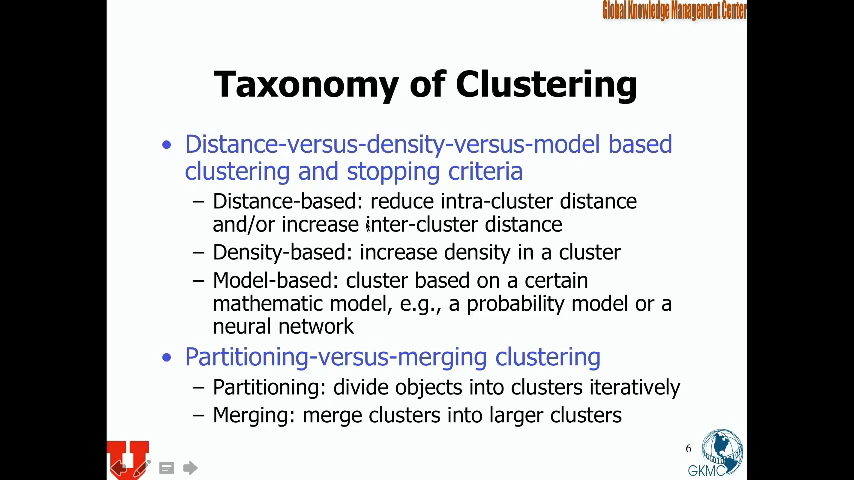 Global Knowledge Management Center
Taxonomy of Clustering
• Distance-versus-density-versus-model based
clustering and stopping criteria
– Distance-based: reduce intra-cluster distance
and/or increase inter-cluster distance
– Density-based: increase density in a cluster
– Model-based: cluster based on a certain
mathematic model, e.g., a probability model or a
neural network
• Partitioning-versus-merging clustering
– Partitioning: divide objects into clusters iteratively
– Merging: merge clusters into larger clusters
6
U
GKMC